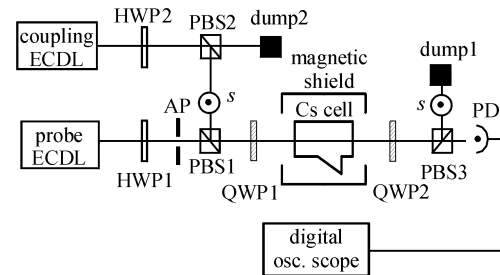 HWP2
PBS2
dump2
coupling
ECDL
magnetic
shield
dump1
s
s
AP
Cs cell
PD
probe
ECDL
HWP1
PBS1
QWP1
QWP2
PBS3
digital
osc. scope